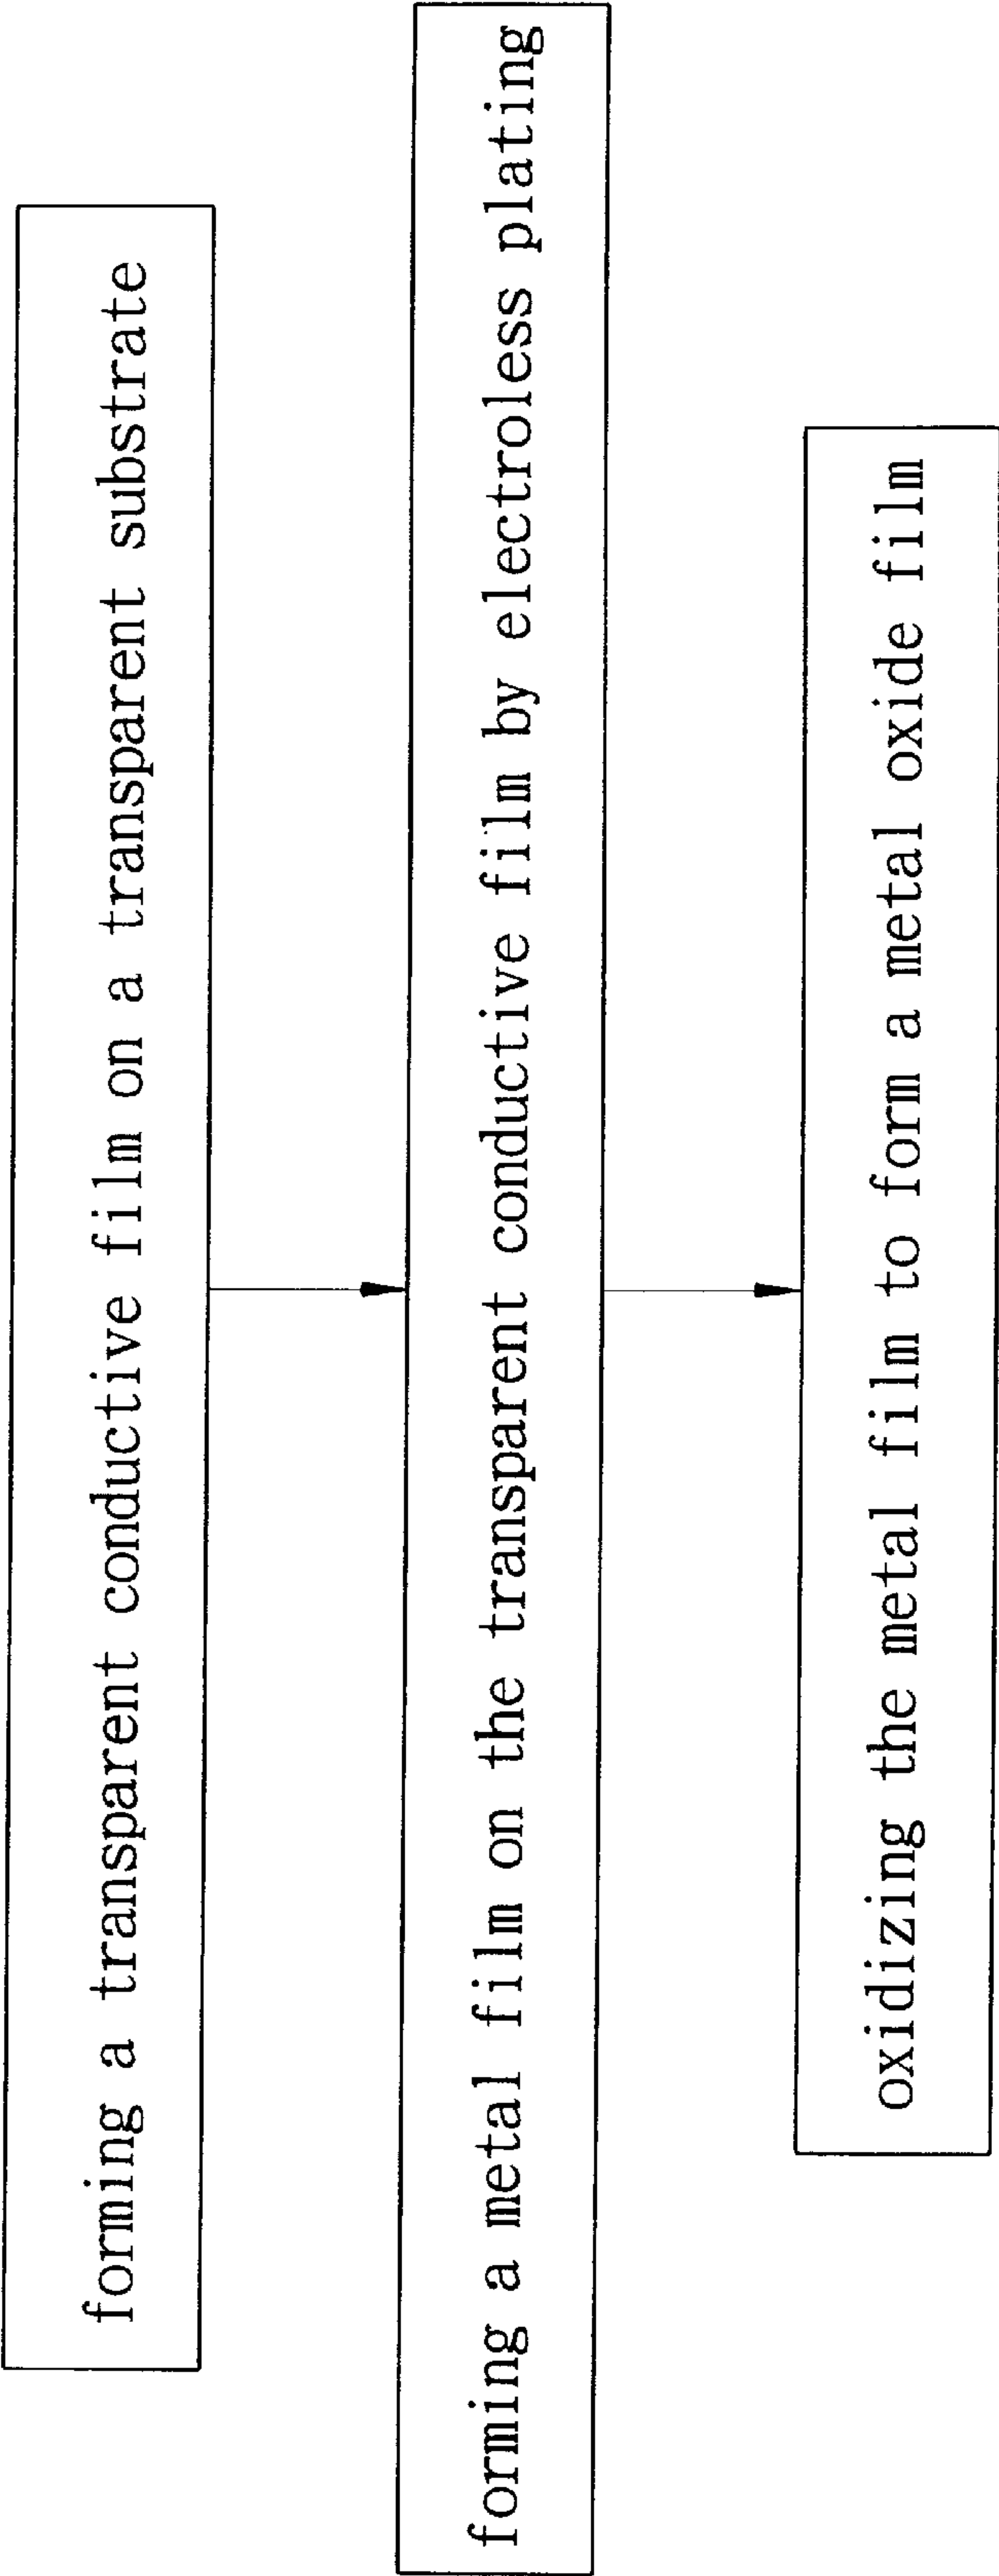 forming a transparent conductive film on a transparent substrate
forming a metal film on the transparent conductive film by electroless plating
oxidizing the metal film to form a metal oxide film